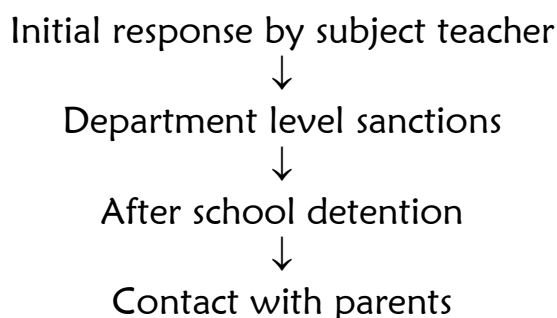 Initial response by subject teacher
↓
Department level sanctions
↓
After school detention
↓
Contact with parents